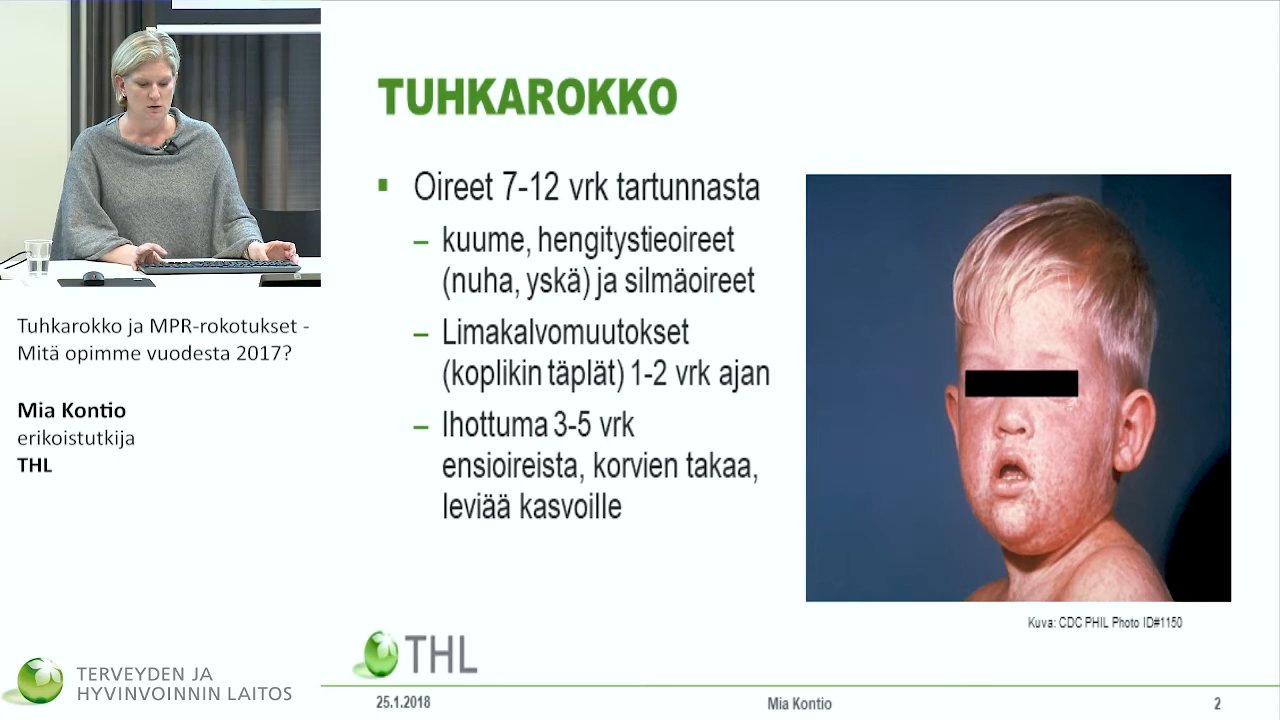 Tuhkarokko ja MPR-rokotukset -
Mitä opimme vuodesta 2017?
Mia Kontio
erikoistutkija
THL
TERVEYDEN JA
HYVINVOINNIN LAITOS
TUHKAROKKO
Oireet 7-12 vrk tartunnasta
– kuume, hengitystieoireet
(nuha, yskä) ja silmäoireet
– Limakalvomuutokset
(koplikin täplät) 1-2 vrk ajan
– Ihottuma 3-5 vrk
ensioireista, korvien takaa,
leviää kasvoille
Kuva: CDC PHIL Photo ID#1150
THL
25.1.2018
Mia Kontio
2